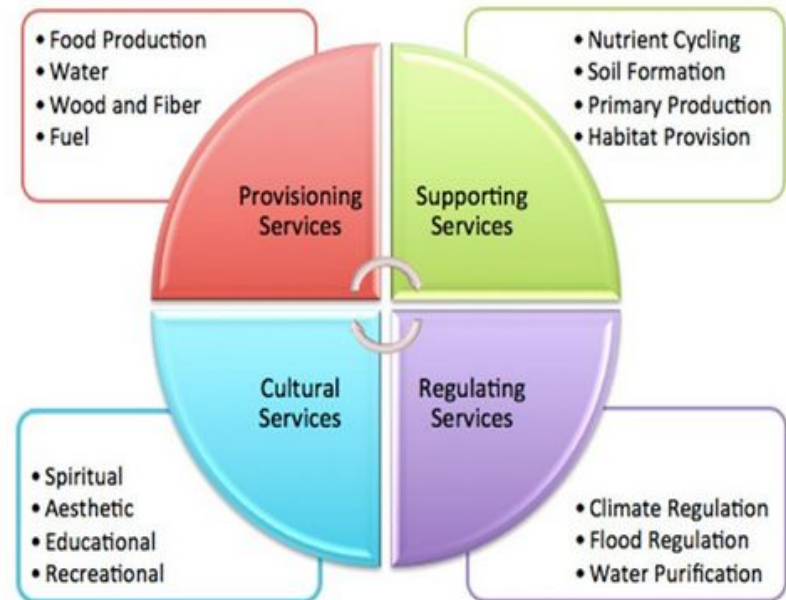 • Food Production
• Water
• Wood and Fiber
• Fuel
• Nutrient Cycling
• Soil Formation
• Primary Production
• Habitat Provision
Provisioning
Services
Supporting
Services
Cultural
Services
Regulating
Services
• Spiritual
• Aesthetic
• Educational
• Recreational
• Climate Regulation
• Flood Regulation
• Water Purification